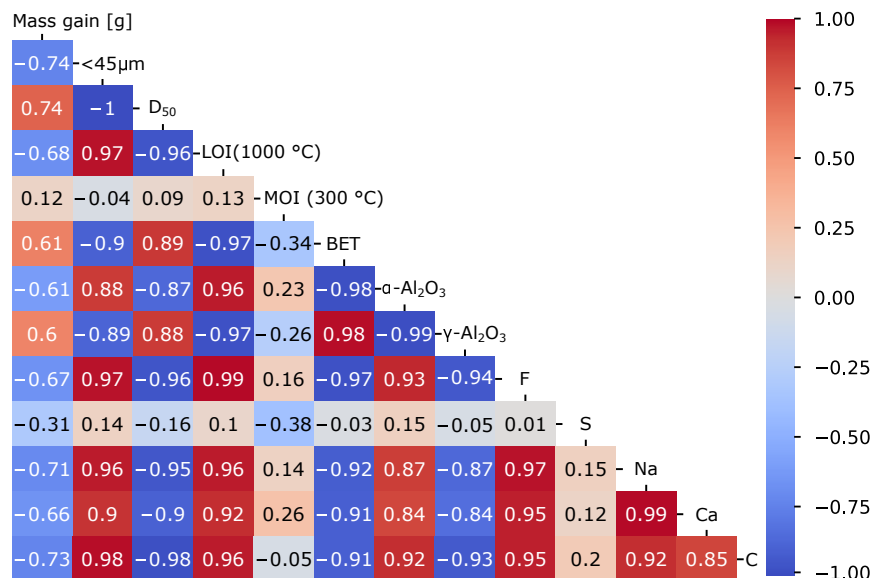 Mass gain [g]
−0.74 <45μm
0.74 −1 D₅₀
−0.68 0.97 −0.96 LOI(1000 °C)
0.12 −0.04 0.09 0.13 MOI (300 °C)
0.61 −0.9 0.89 −0.97 −0.34 BET
−0.61 0.88 −0.87 0.96 0.23 −0.98 α-Al₂O₃
0.6 −0.89 0.88 −0.97 −0.26 0.98 −0.99 γ-Al₂O₃
−0.67 0.97 −0.96 0.99 0.16 −0.97 0.93 −0.94 F
−0.31 0.14 −0.16 0.1 −0.38 −0.03 0.15 −0.05 0.01 S
−0.71 0.96 −0.95 0.96 0.14 −0.92 0.87 −0.87 0.97 0.15 Na
−0.66 0.9 −0.9 0.92 0.26 −0.91 0.84 −0.84 0.95 0.12 0.99 Ca
−0.73 0.98 −0.98 0.96 −0.05 −0.91 0.92 −0.93 0.95 0.2 0.92 0.85 C
1.00
0.75
0.50
0.25
0.00
−0.25
−0.50
−0.75
−1.00